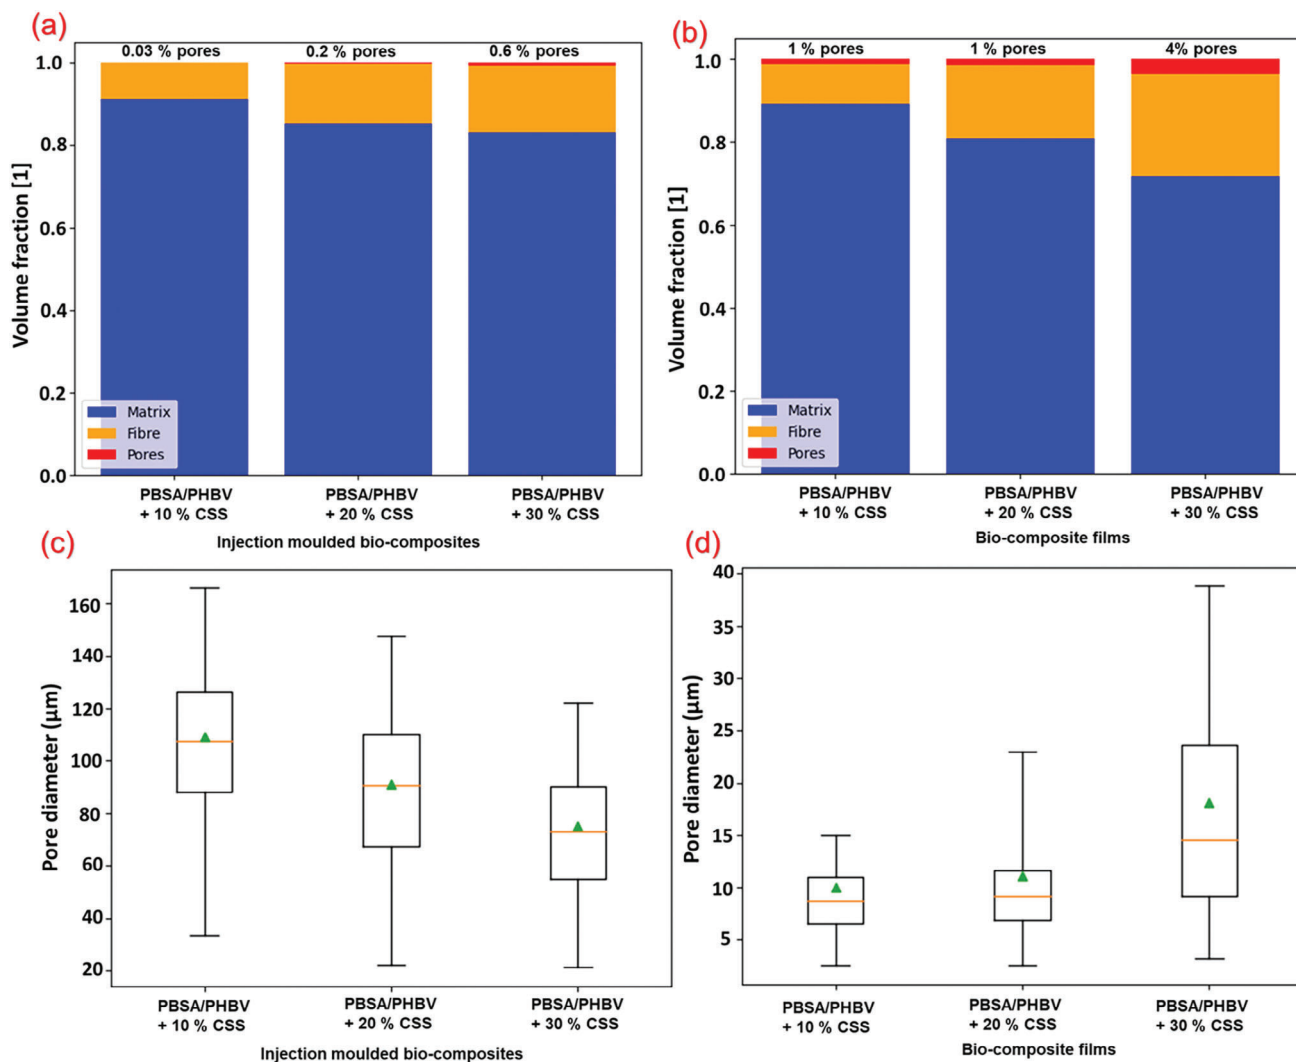 (a)
0.03 % pores 0.2 % pores 0.6 % pores
1.0
0.8
0.6
0.4
0.2
0.0
Volume fraction [1]
Matrix
Fibre
Pores
PBSA/PHBV PBSA/PHBV PBSA/PHBV
+ 10 % CSS + 20 % CSS + 30 % CSS
Injection moulded bio-composites
(b)
1 % pores 1 % pores 4% pores
1.0
0.8
0.6
0.4
0.2
0.0
Volume fraction [1]
Matrix
Fibre
Pores
PBSA/PHBV PBSA/PHBV PBSA/PHBV
+ 10 % CSS + 20 % CSS + 30 % CSS
Bio-composite films
(c)
160
140
120
100
80
60
40
20
Pore diameter (µm)
PBSA/PHBV PBSA/PHBV PBSA/PHBV
+ 10 % CSS + 20 % CSS + 30 % CSS
Injection moulded bio-composites
(d)
40
35
30
25
20
15
10
5
Pore diameter (µm)
PBSA/PHBV PBSA/PHBV PBSA/PHBV
+ 10 % CSS + 20 % CSS + 30 % CSS
Bio-composite films